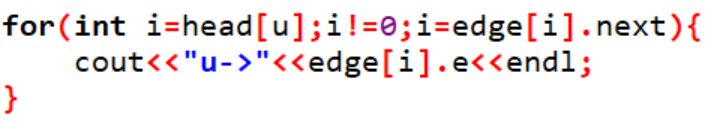 for(int i=head[u];i!=0;i=edge[i].next){
    cout<<"u->"<<edge[i].e<<endl;
}